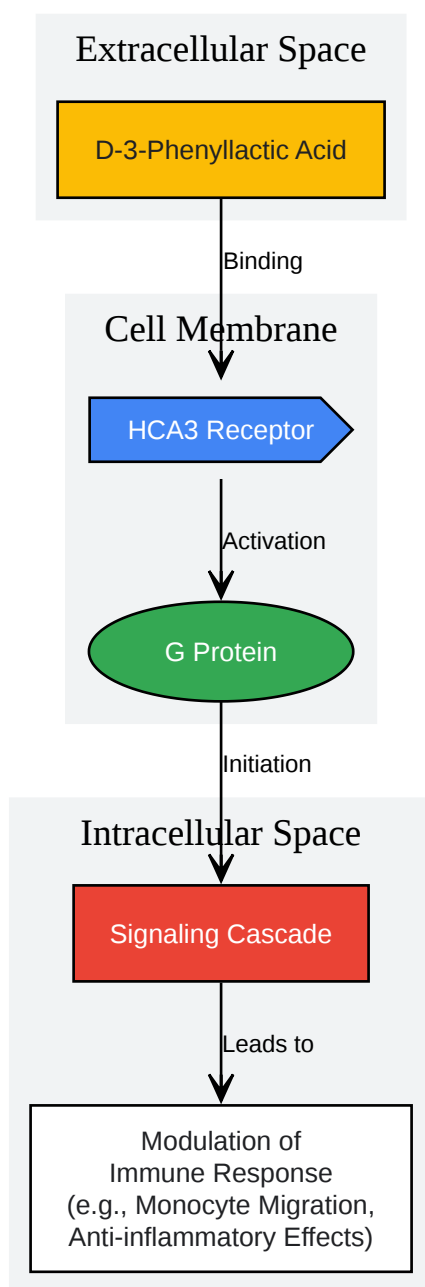 Extracellular Space
D-3-Phenyllactic Acid
Binding
Cell Membrane
HCA3 Receptor
Activation
G Protein
Initiation
Intracellular Space
Signaling Cascade
Leads to
Modulation of
Immune Response
(e.g., Monocyte Migration,
Anti-inflammatory Effects)